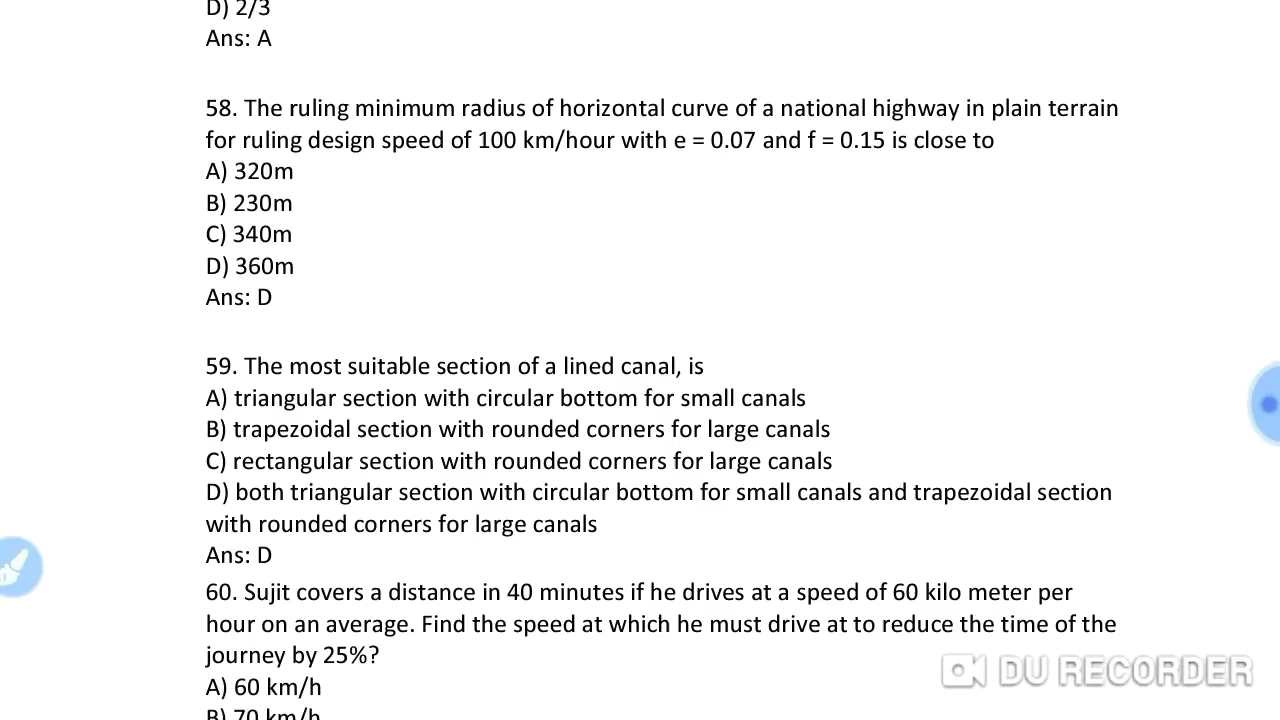 D) 2/3
Ans: A
58. The ruling minimum radius of horizontal curve of a national highway in plain terrain
for ruling design speed of 100 km/hour with e = 0.07 and f = 0.15 is close to
A) 320m
B) 230m
C) 340m
D) 360m
Ans: D
59. The most suitable section of a lined canal, is
A) triangular section with circular bottom for small canals
B) trapezoidal section with rounded corners for large canals
C) rectangular section with rounded corners for large canals
D) both triangular section with circular bottom for small canals and trapezoidal section
with rounded corners for large canals
Ans: D
60. Sujit covers a distance in 40 minutes if he drives at a speed of 60 kilo meter per
hour on an average. Find the speed at which he must drive at to reduce the time of the
journey by 25%?
A) 60 km/h
B) 70 km/h
DU RECORDER